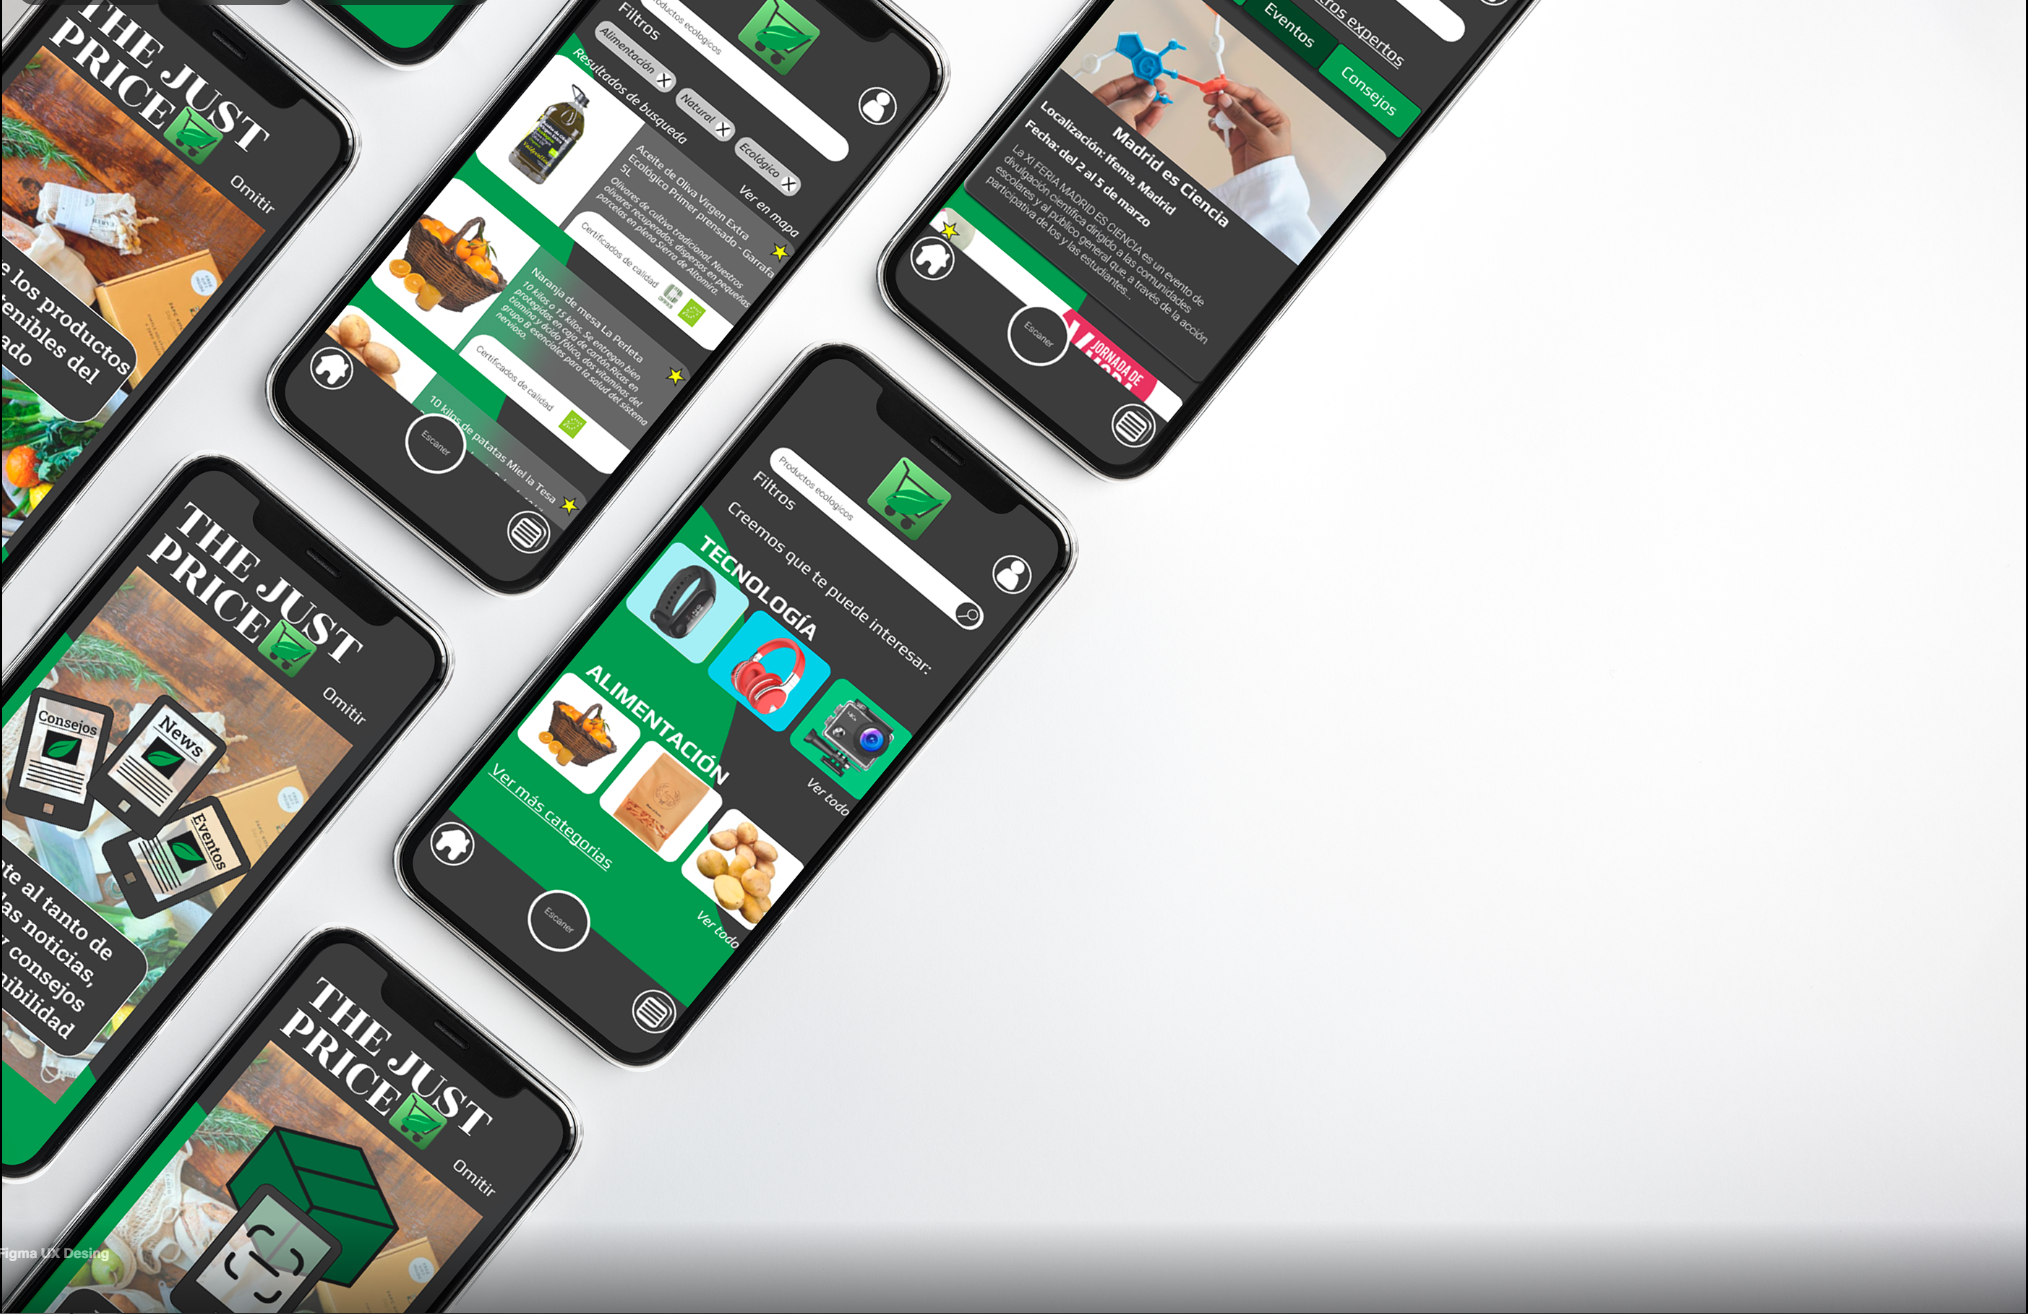 THE JUST
PRICE
Omitir
e los productos
tenibles del
ado
Productos ecologicos
Filtros
Alimentación
Natural
Ecológico
Resultados de busqueda
Ver en mapa
Aceite de Oliva Virgen Extra
Ecológico Primer prensado - Garrafa
5L
Olivares de cultivo tradicional. Nuestros
olivares recuperados, dispersos en pequeñas
parcelas en plena Sierra de Altomira.
Certificados de calidad
Naranja de mesa La Perleta
10 kilos o 15 kilos. Se entregan bien
protegidas en caja de cartón.Ricas en
tiamina y ácido fólico, dos vitaminas del
grupo B esenciales para la salud del sistema
nervioso.
Certificados de calidad
10 kilos de patatas Miel la Tesa
Escaner
ros expertos
Eventos
Consejos
Madrid es Ciencia
Localización: Ifema, Madrid
Fecha: del 2 al 5 de marzo
La XI FERIA MADRID ES CIENCIA es un evento de
divulgación científica dirigido a las comunidades
escolares y al público general que, a través de la acción
participativa de los y las estudiantes...
Escaner
JORNADA DE
THE JUST
PRICE
Omitir
Consejos
News
Eventos
te al tanto de
las noticias,
y consejos
nibilidad
Productos ecologicos
Filtros
Creemos que te puede interesar:
TECNOLOGÍA
Ver todo
ALIMENTACIÓN
Ver todo
Ver más categorias
Escaner
THE JUST
PRICE
Omitir
Figma UX Desing